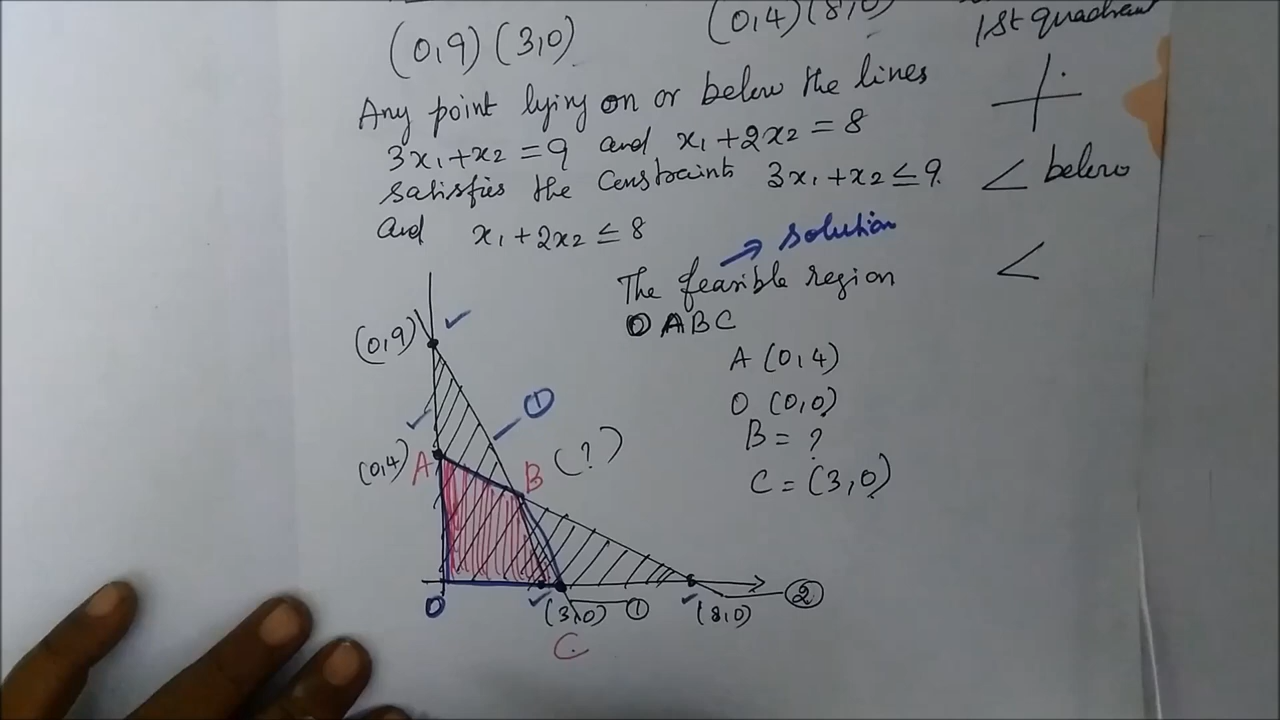 (0,9) (3,0)
(0,4) (8,0)
1st quadrant
Any point lying on or below the lines
3x₁+x₂ = 9 and x₁+2x₂ = 8
satisfies the constraints 3x₁+x₂ ≤ 9.
< below
and x₁+2x₂ ≤ 8
→ solution
The feasible region
<
O ABC
A (0,4)
O (0,0)
B = ?
C = (3,0)
(0,9)
①
(0,4) A
B (?)
O
(3,0) ①
(8,0)
②
C